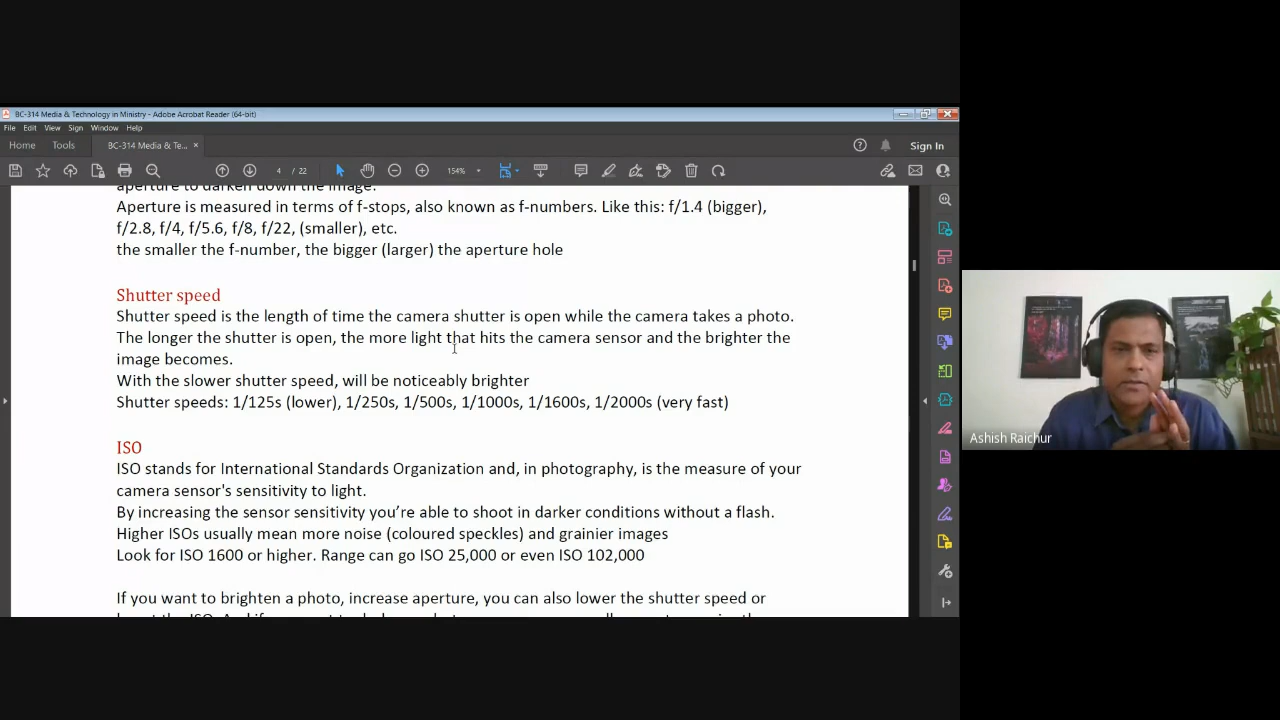 BC-314 Media & Technology in Ministry - Adobe Acrobat Reader (64-bit)
File Edit View Sign Window Help
Home Tools BC-314 Media & Te... × Sign In
4 / 22 154%
aperture to darken down the image.
Aperture is measured in terms of f-stops, also known as f-numbers. Like this: f/1.4 (bigger),
f/2.8, f/4, f/5.6, f/8, f/22, (smaller), etc.
the smaller the f-number, the bigger (larger) the aperture hole
Shutter speed
Shutter speed is the length of time the camera shutter is open while the camera takes a photo.
The longer the shutter is open, the more light that hits the camera sensor and the brighter the
image becomes.
With the slower shutter speed, will be noticeably brighter
Shutter speeds: 1/125s (lower), 1/250s, 1/500s, 1/1000s, 1/1600s, 1/2000s (very fast)
ISO
ISO stands for International Standards Organization and, in photography, is the measure of your
camera sensor's sensitivity to light.
By increasing the sensor sensitivity you’re able to shoot in darker conditions without a flash.
Higher ISOs usually mean more noise (coloured speckles) and grainier images
Look for ISO 1600 or higher. Range can go ISO 25,000 or even ISO 102,000
If you want to brighten a photo, increase aperture, you can also lower the shutter speed or
Ashish Raichur